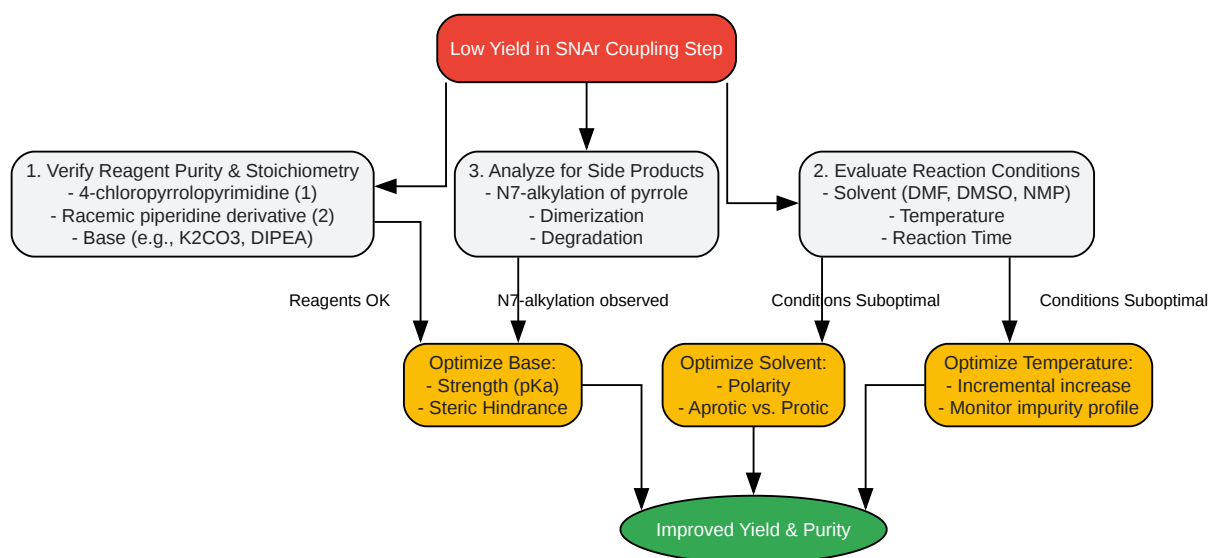 Low Yield in SNAr Coupling Step
1. Verify Reagent Purity & Stoichiometry
- 4-chloropyrrolopyrimidine (1)
- Racemic piperidine derivative (2)
- Base (e.g., K2CO3, DIPEA)
3. Analyze for Side Products
- N7-alkylation of pyrrole
- Dimerization
- Degradation
2. Evaluate Reaction Conditions
- Solvent (DMF, DMSO, NMP)
- Temperature
- Reaction Time
Reagents OK
N7-alkylation observed
Conditions Suboptimal
Conditions Suboptimal
Optimize Base:
- Strength (pKa)
- Steric Hindrance
Optimize Solvent:
- Polarity
- Aprotic vs. Protic
Optimize Temperature:
- Incremental increase
- Monitor impurity profile
Improved Yield & Purity